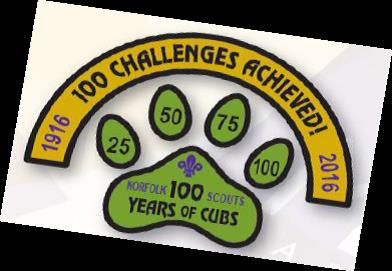 100 CHALLENGES ACHIEVED!
1916
2016
25
50
75
100
NORFOLK 100 SCOUTS
YEARS OF CUBS